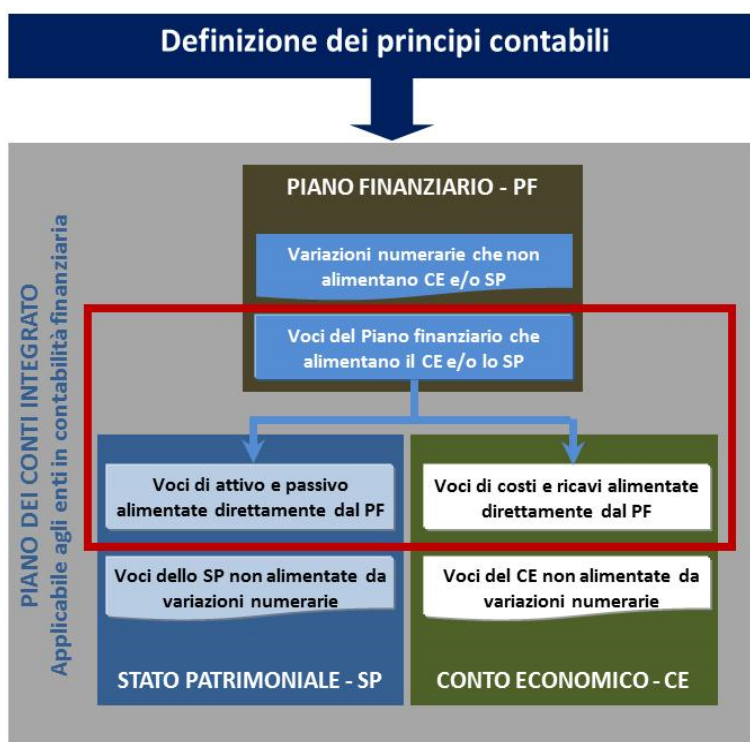 Definizione dei principi contabili
PIANO DEI CONTI INTEGRATO
Applicabile agli enti in contabilità finanziaria
PIANO FINANZIARIO - PF
Variazioni numerarie che non
alimentano CE e/o SP
Voci del Piano finanziario che
alimentano il CE e/o lo SP
Voci di attivo e passivo
alimentate direttamente dal PF
Voci dello SP non alimentate da
variazioni numerarie
STATO PATRIMONIALE - SP
Voci di costi e ricavi alimentate
direttamente dal PF
Voci del CE non alimentate da
variazioni numerarie
CONTO ECONOMICO - CE